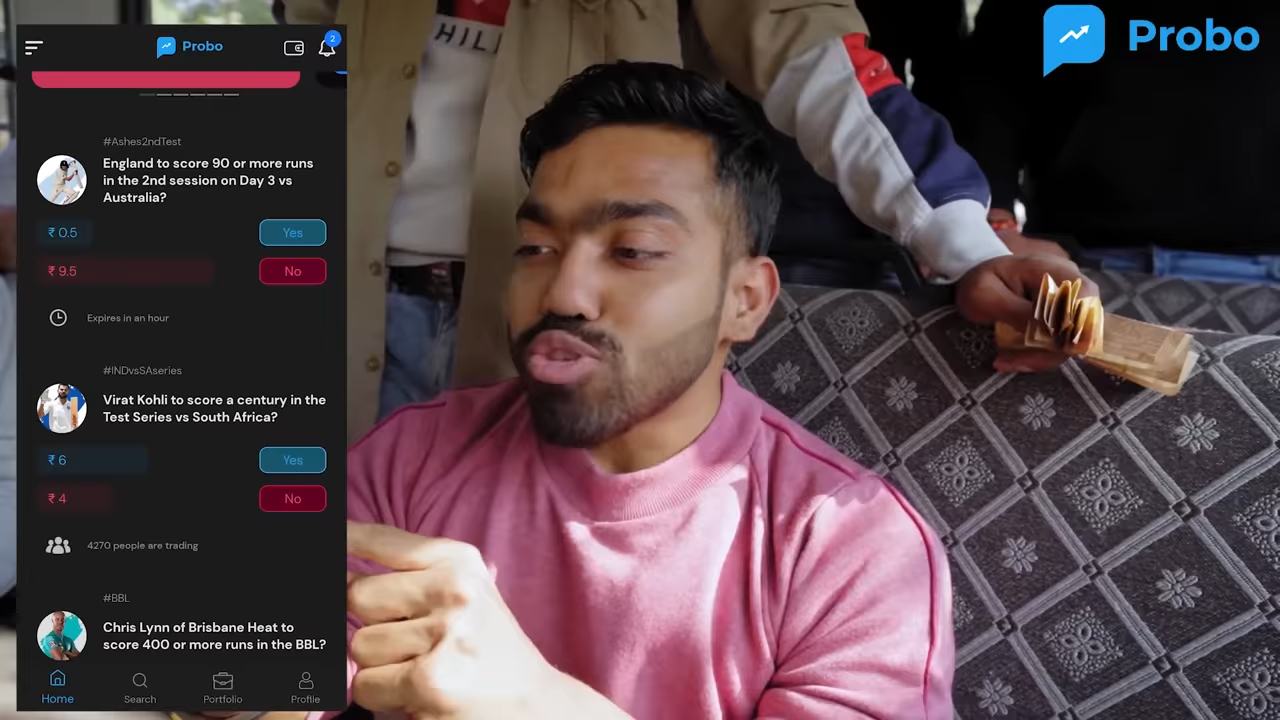 Probo
2
#Ashes2ndTest
England to score 90 or more runs
in the 2nd session on Day 3 vs
Australia?
₹ 0.5
Yes
₹ 9.5
No
Expires in an hour
#INDvsSAseries
Virat Kohli to score a century in the
Test Series vs South Africa?
₹ 6
Yes
₹ 4
No
4270 people are trading
#BBL
Chris Lynn of Brisbane Heat to
score 400 or more runs in the BBL?
Home
Search
Portfolio
Profile
HIL
Probo